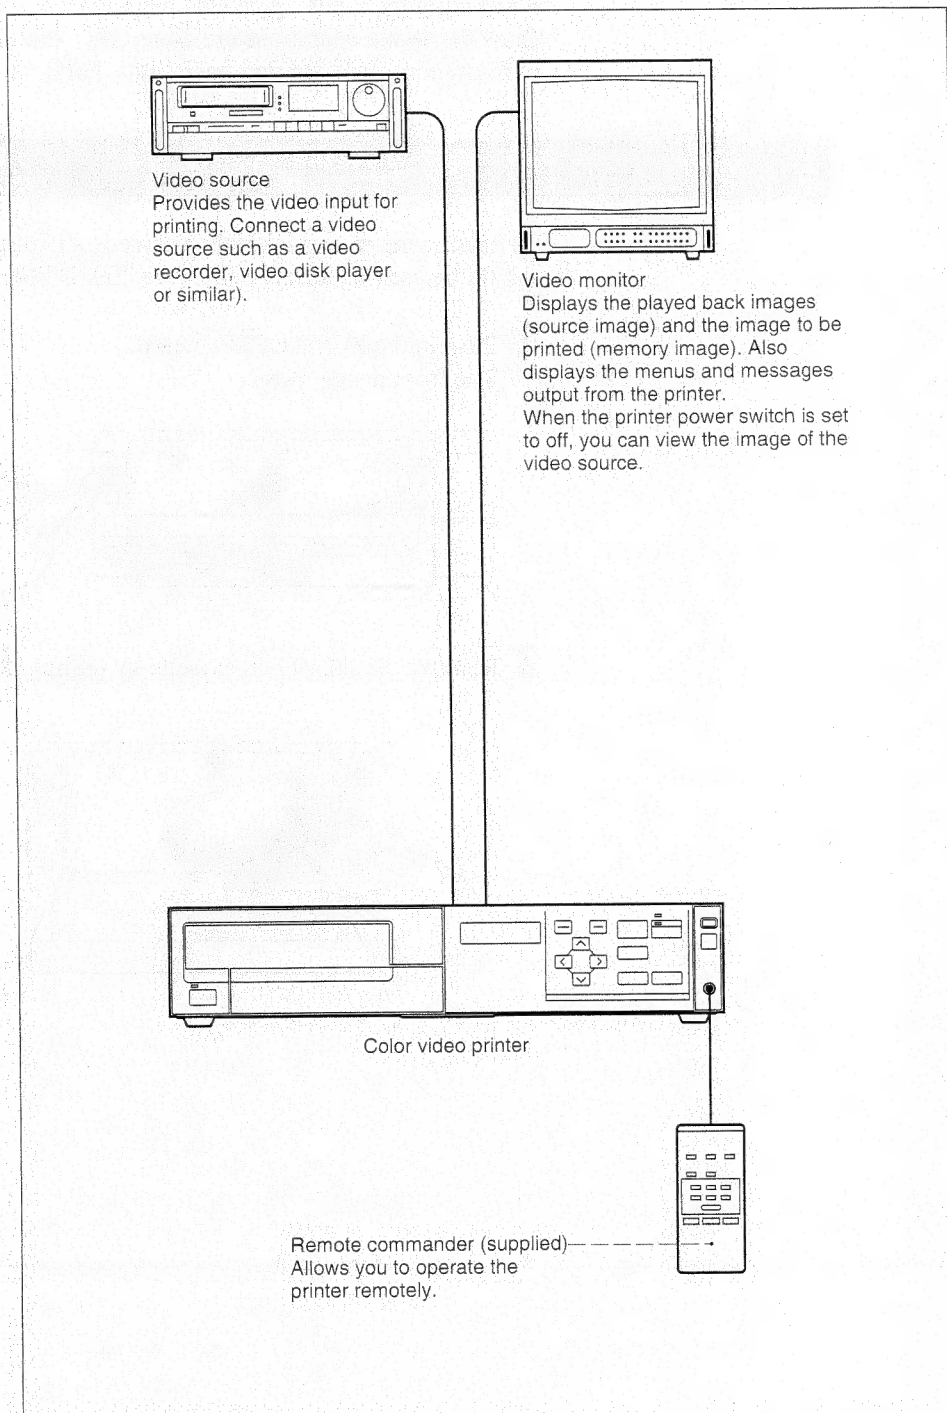 Video source
Provides the video input for
printing. Connect a video
source such as a video
recorder, video disk player
or similar).
Video monitor
Displays the played back images
(source image) and the image to be
printed (memory image). Also
displays the menus and messages
output from the printer.
When the printer power switch is set
to off, you can view the image of the
video source.
Color video printer
Remote commander (supplied)
Allows you to operate the
printer remotely.